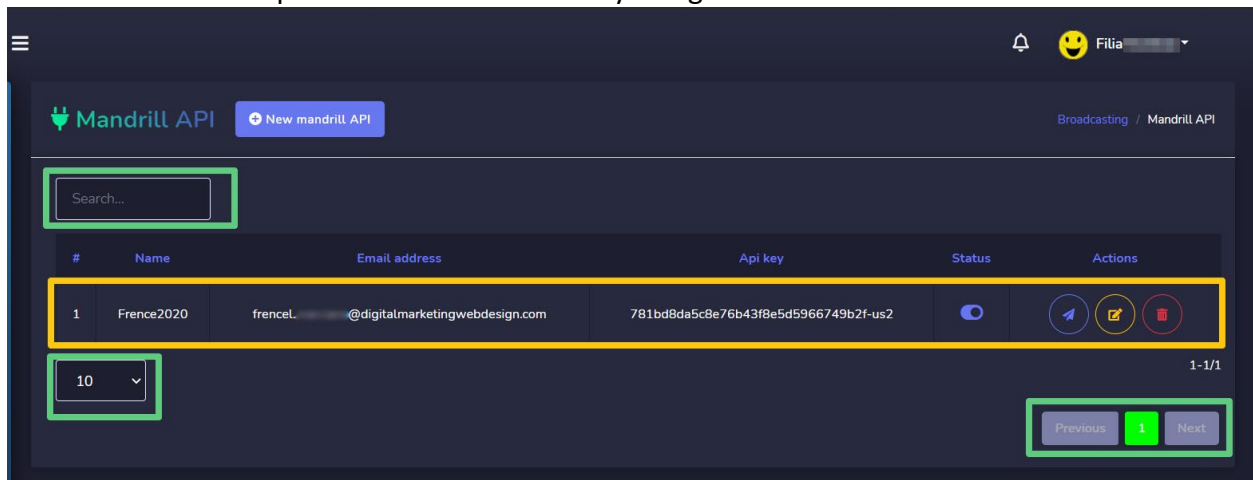 Filia
Mandrill API
New mandrill API
Broadcasting / Mandrill API
Search...
# Name Email address Api key Status Actions
1 Frence2020 frencel. @digitalmarketingwebdesign.com 781bd8da5c8e76b43f8e5d5966749b2f-us2
10
1-1/1
Previous 1 Next